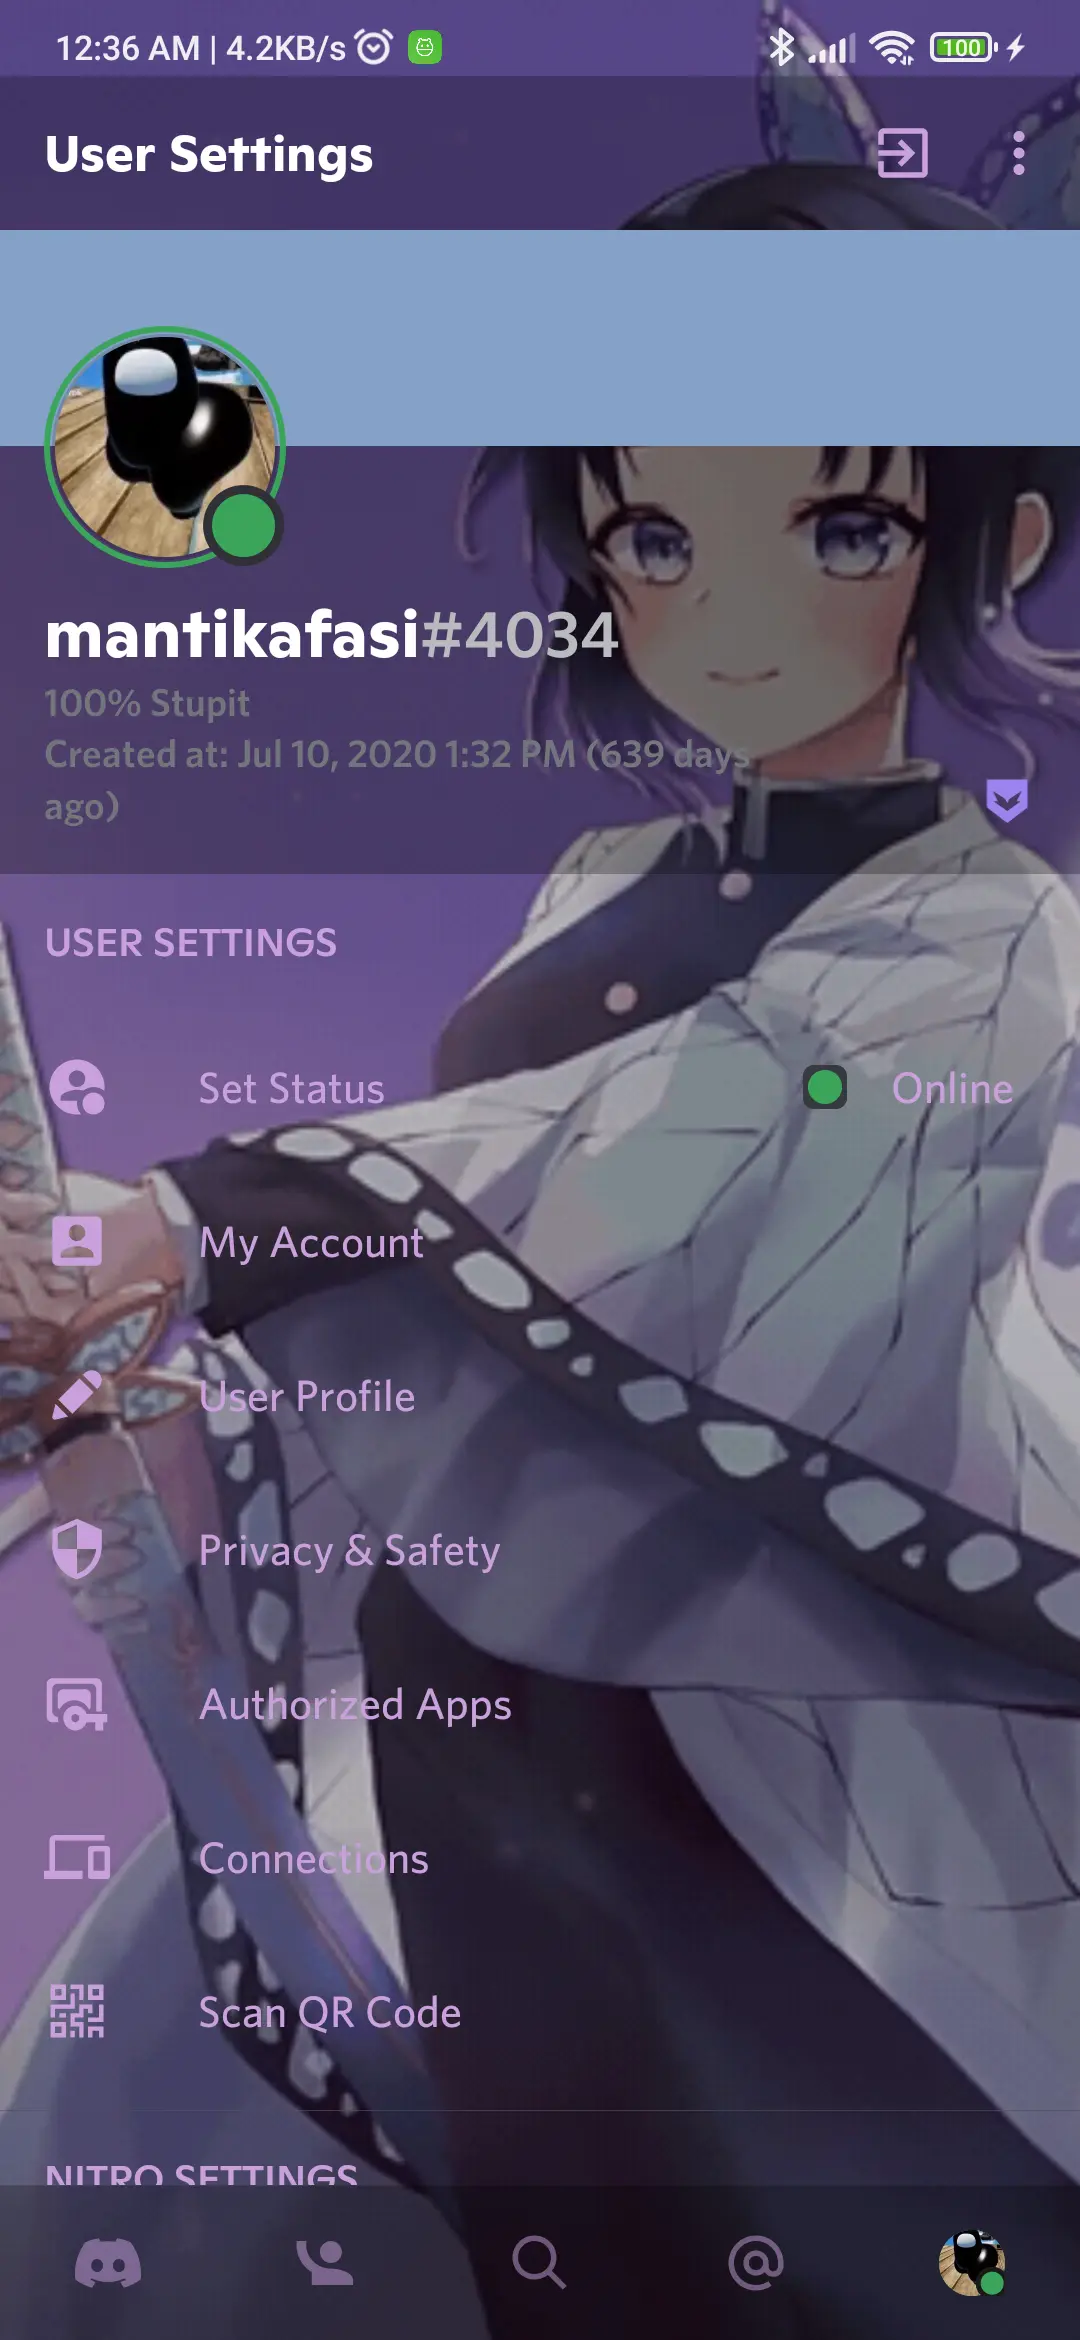 12:36 AM | 4.2KB/s
100
User Settings
mantikafasi#4034
100% Stupit
Created at: Jul 10, 2020 1:32 PM (639 days
ago)
USER SETTINGS
Set Status
Online
My Account
User Profile
Privacy & Safety
Authorized Apps
Connections
Scan QR Code
NITRO SETTINGS